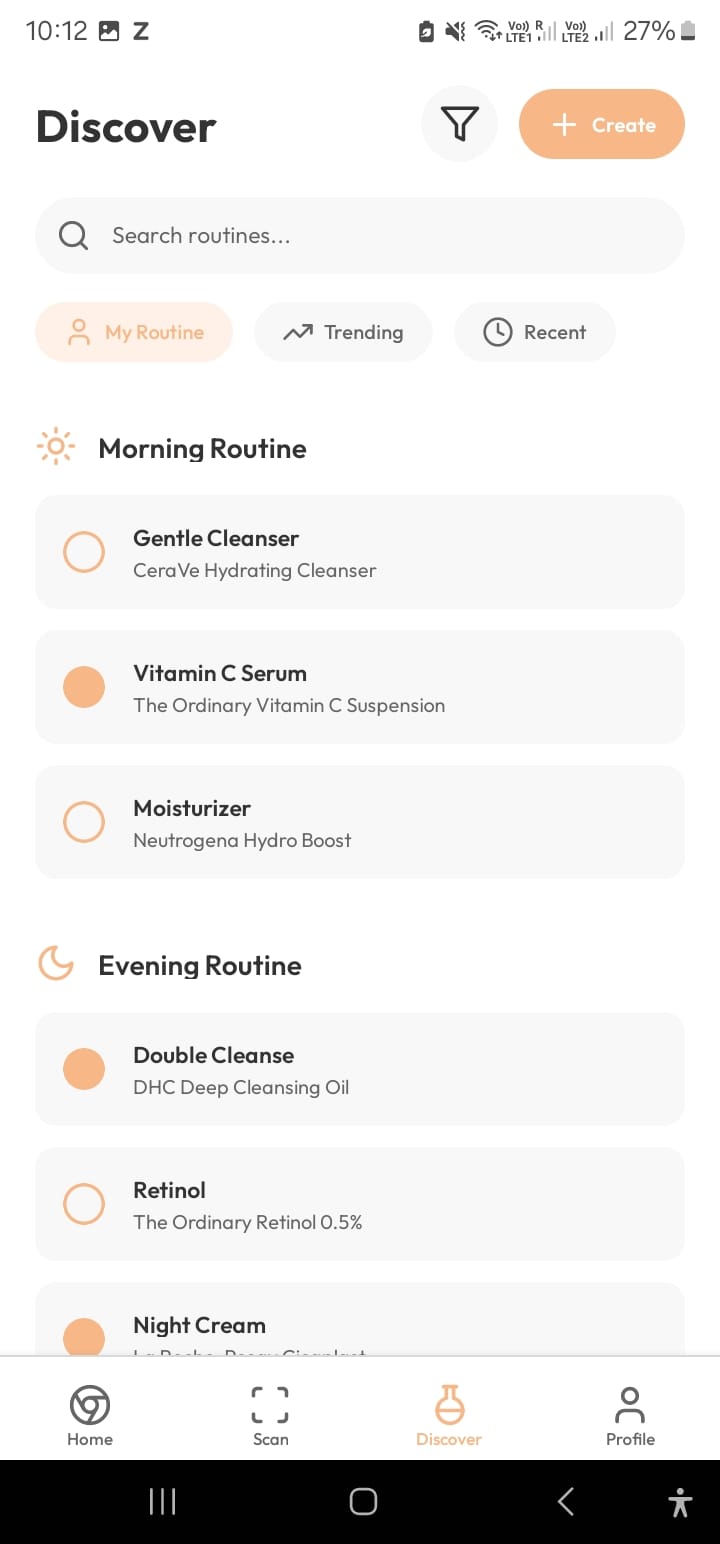 10:12 Z Vo)) R LTE1 Vo)) LTE2 27%
Discover
Create
Search routines...
My Routine Trending Recent
Morning Routine
Gentle Cleanser
CeraVe Hydrating Cleanser
Vitamin C Serum
The Ordinary Vitamin C Suspension
Moisturizer
Neutrogena Hydro Boost
Evening Routine
Double Cleanse
DHC Deep Cleansing Oil
Retinol
The Ordinary Retinol 0.5%
Night Cream
Home Scan Discover Profile